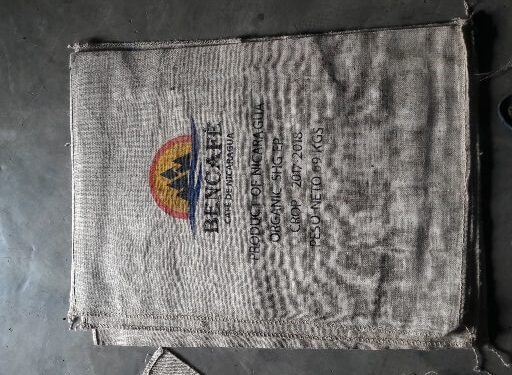 BENCAFE
CAFE DE NICARAGUA
PRODUCT OF NICARAGUA
ORGANIC SHG EP
CROP 2017 2018
PESO NETO 69 KGS